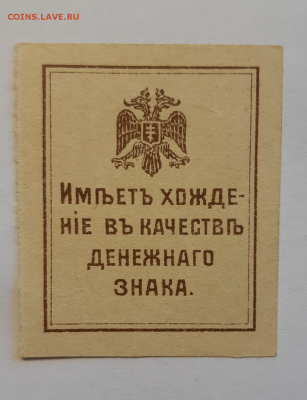 COINS.LAVE.RU
ИМѢЕТЪ ХОЖДЕ-
НІЕ ВЪ КАЧЕСТВѢ
ДЕНЕЖНАГО
ЗНАКА.